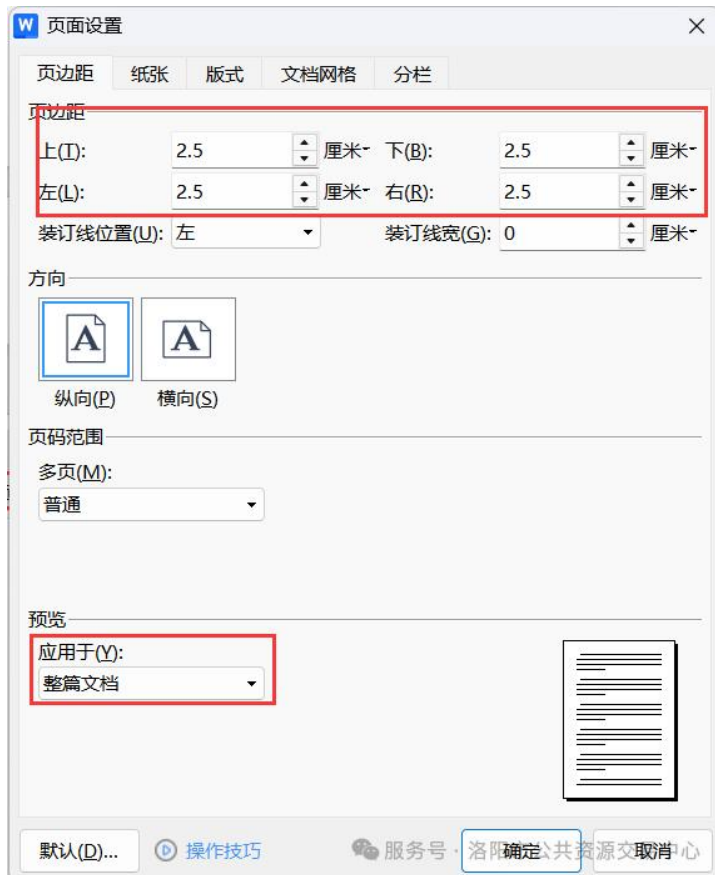 W 页面设置
页边距 纸张 版式 文档网格 分栏
页边距
上(T): 2.5 厘米 下(B): 2.5 厘米
左(L): 2.5 厘米 右(R): 2.5 厘米
装订线位置(U): 左 装订线宽(G): 0 厘米
方向
A A
纵向(P) 横向(S)
页码范围
多页(M):
普通
预览
应用于(Y):
整篇文档
默认(D)... 操作技巧 确定 取消
服务号 · 洛阳 公共资源交 中心